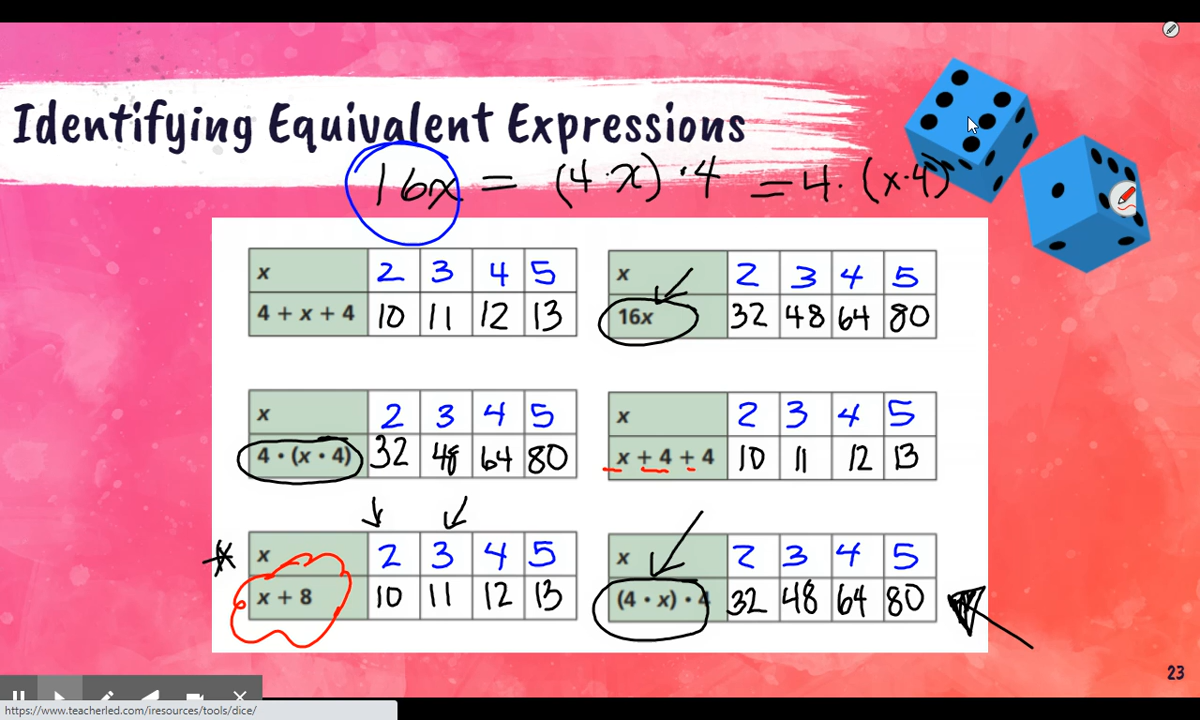 Identifying Equivalent Expressions
16x = (4·x)·4 = 4·(x·4)
x 2 3 4 5
4 + x + 4 10 11 12 13
x 2 3 4 5
16x 32 48 64 80
x 2 3 4 5
4 · (x · 4) 32 48 64 80
x 2 3 4 5
x + 4 + 4 10 11 12 13
x 2 3 4 5
x + 8 10 11 12 13
x 2 3 4 5
(4 · x) · 4 32 48 64 80
23
https://www.teacherled.com/iresources/tools/dice/